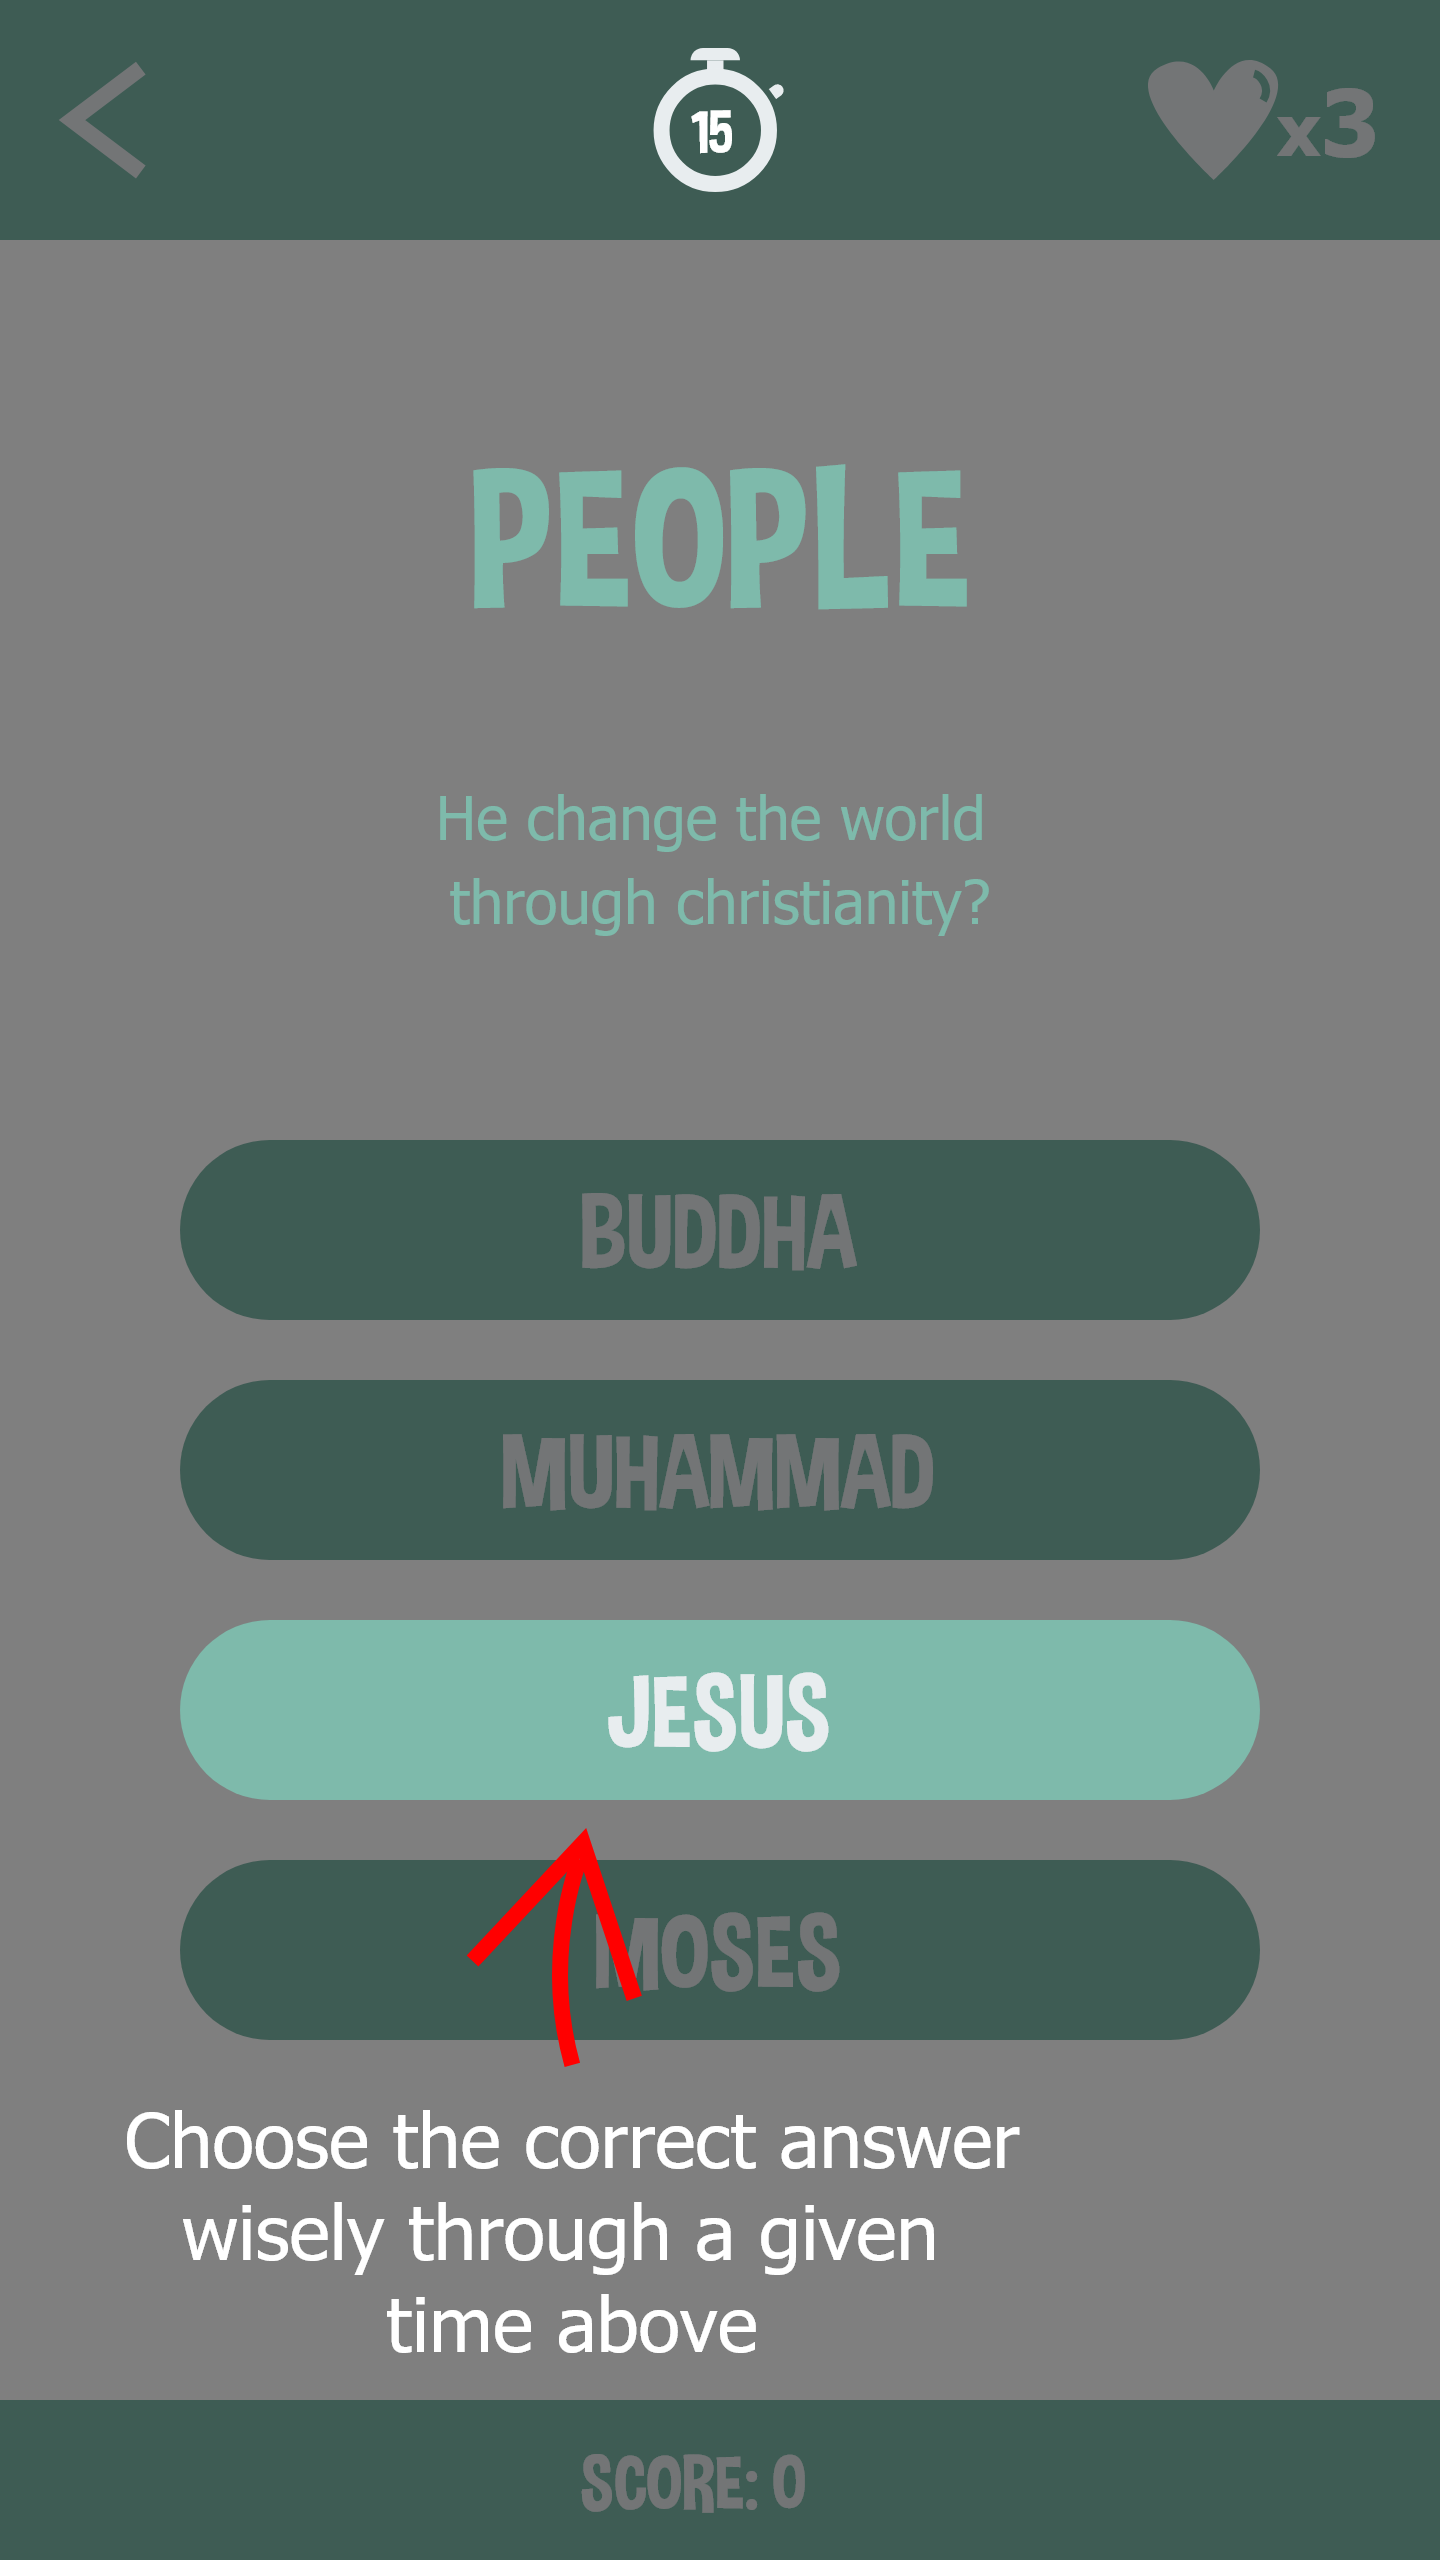 15
x3
PEOPLE
He change the world
through christianity?
BUDDHA
MUHAMMAD
JESUS
MOSES
Choose the correct answer
wisely through a given
time above
SCORE: 0